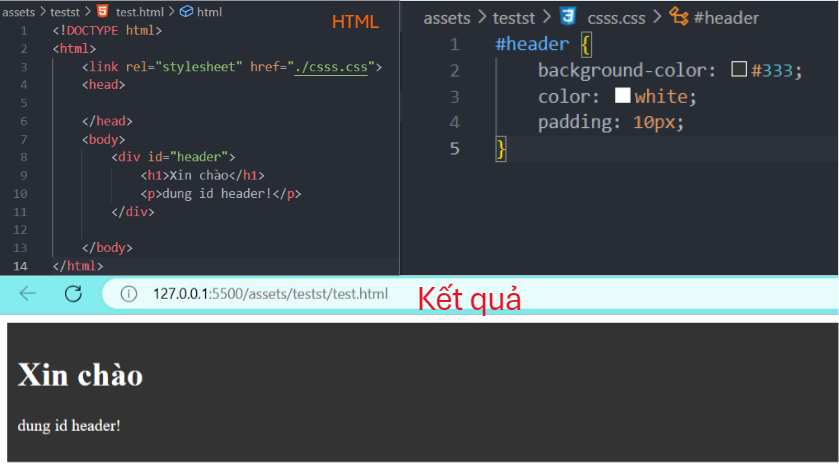 assets > testst > test.html > html
HTML
1 <!DOCTYPE html>
2 <html>
3 <link rel="stylesheet" href="./csss.css">
4 <head>
5
6 </head>
7 <body>
8 <div id="header">
9 <h1>Xin chào</h1>
10 <p>dung id header!</p>
11 </div>
12
13 </body>
14 </html>
assets > testst > csss.css > #header
1 #header {
2 background-color: #333;
3 color: white;
4 padding: 10px;
5 }
127.0.0.1:5500/assets/testst/test.html
Kết quả
Xin chào
dung id header!